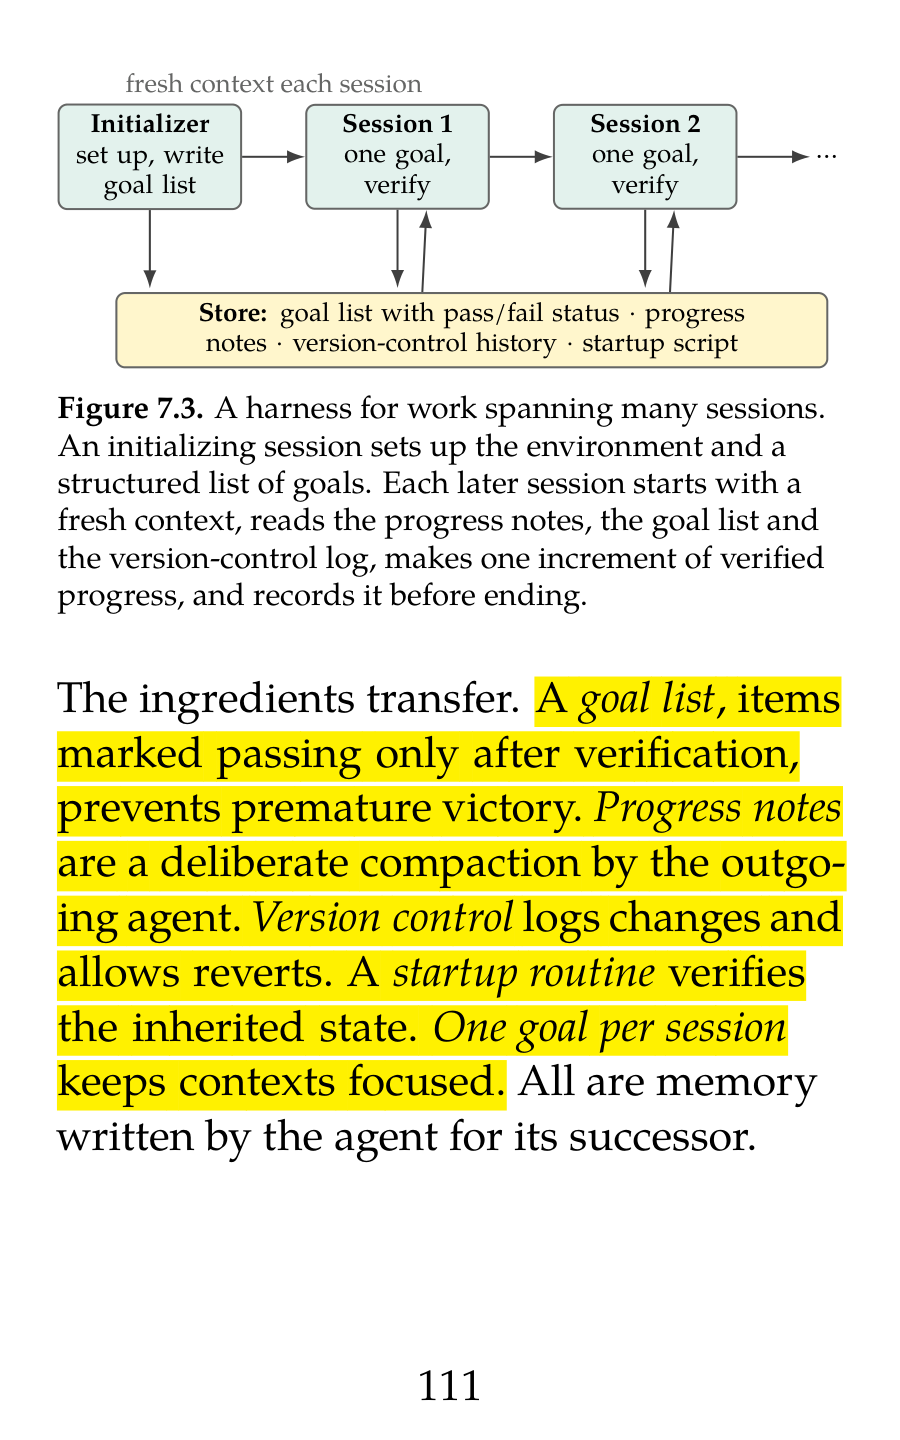 fresh context each session
Initializer
set up, write
goal list
Session 1
one goal,
verify
Session 2
one goal,
verify
...
Store: goal list with pass/fail status · progress
notes · version-control history · startup script
Figure 7.3. A harness for work spanning many sessions.
An initializing session sets up the environment and a
structured list of goals. Each later session starts with a
fresh context, reads the progress notes, the goal list and
the version-control log, makes one increment of verified
progress, and records it before ending.
The ingredients transfer. A goal list, items
marked passing only after verification,
prevents premature victory. Progress notes
are a deliberate compaction by the outgo-
ing agent. Version control logs changes and
allows reverts. A startup routine verifies
the inherited state. One goal per session
keeps contexts focused. All are memory
written by the agent for its successor.
111